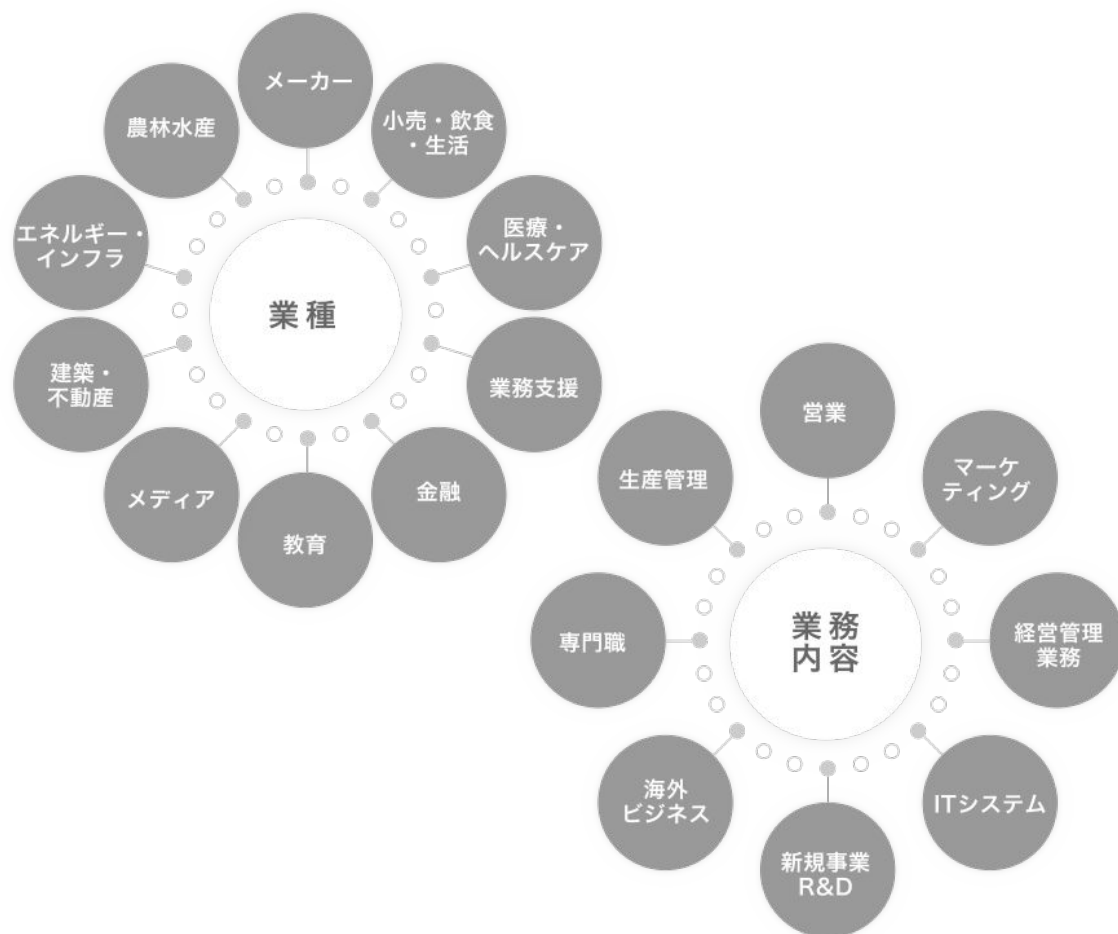 メーカー
小売・飲食
・生活
医療・
ヘルスケア
業務支援
金融
教育
メディア
建築・
不動産
エネルギー・
インフラ
農林水産
業種
営業
マーケ
ティング
経営管理
業務
ITシステム
新規事業
R&D
海外
ビジネス
専門職
生産管理
業務
内容